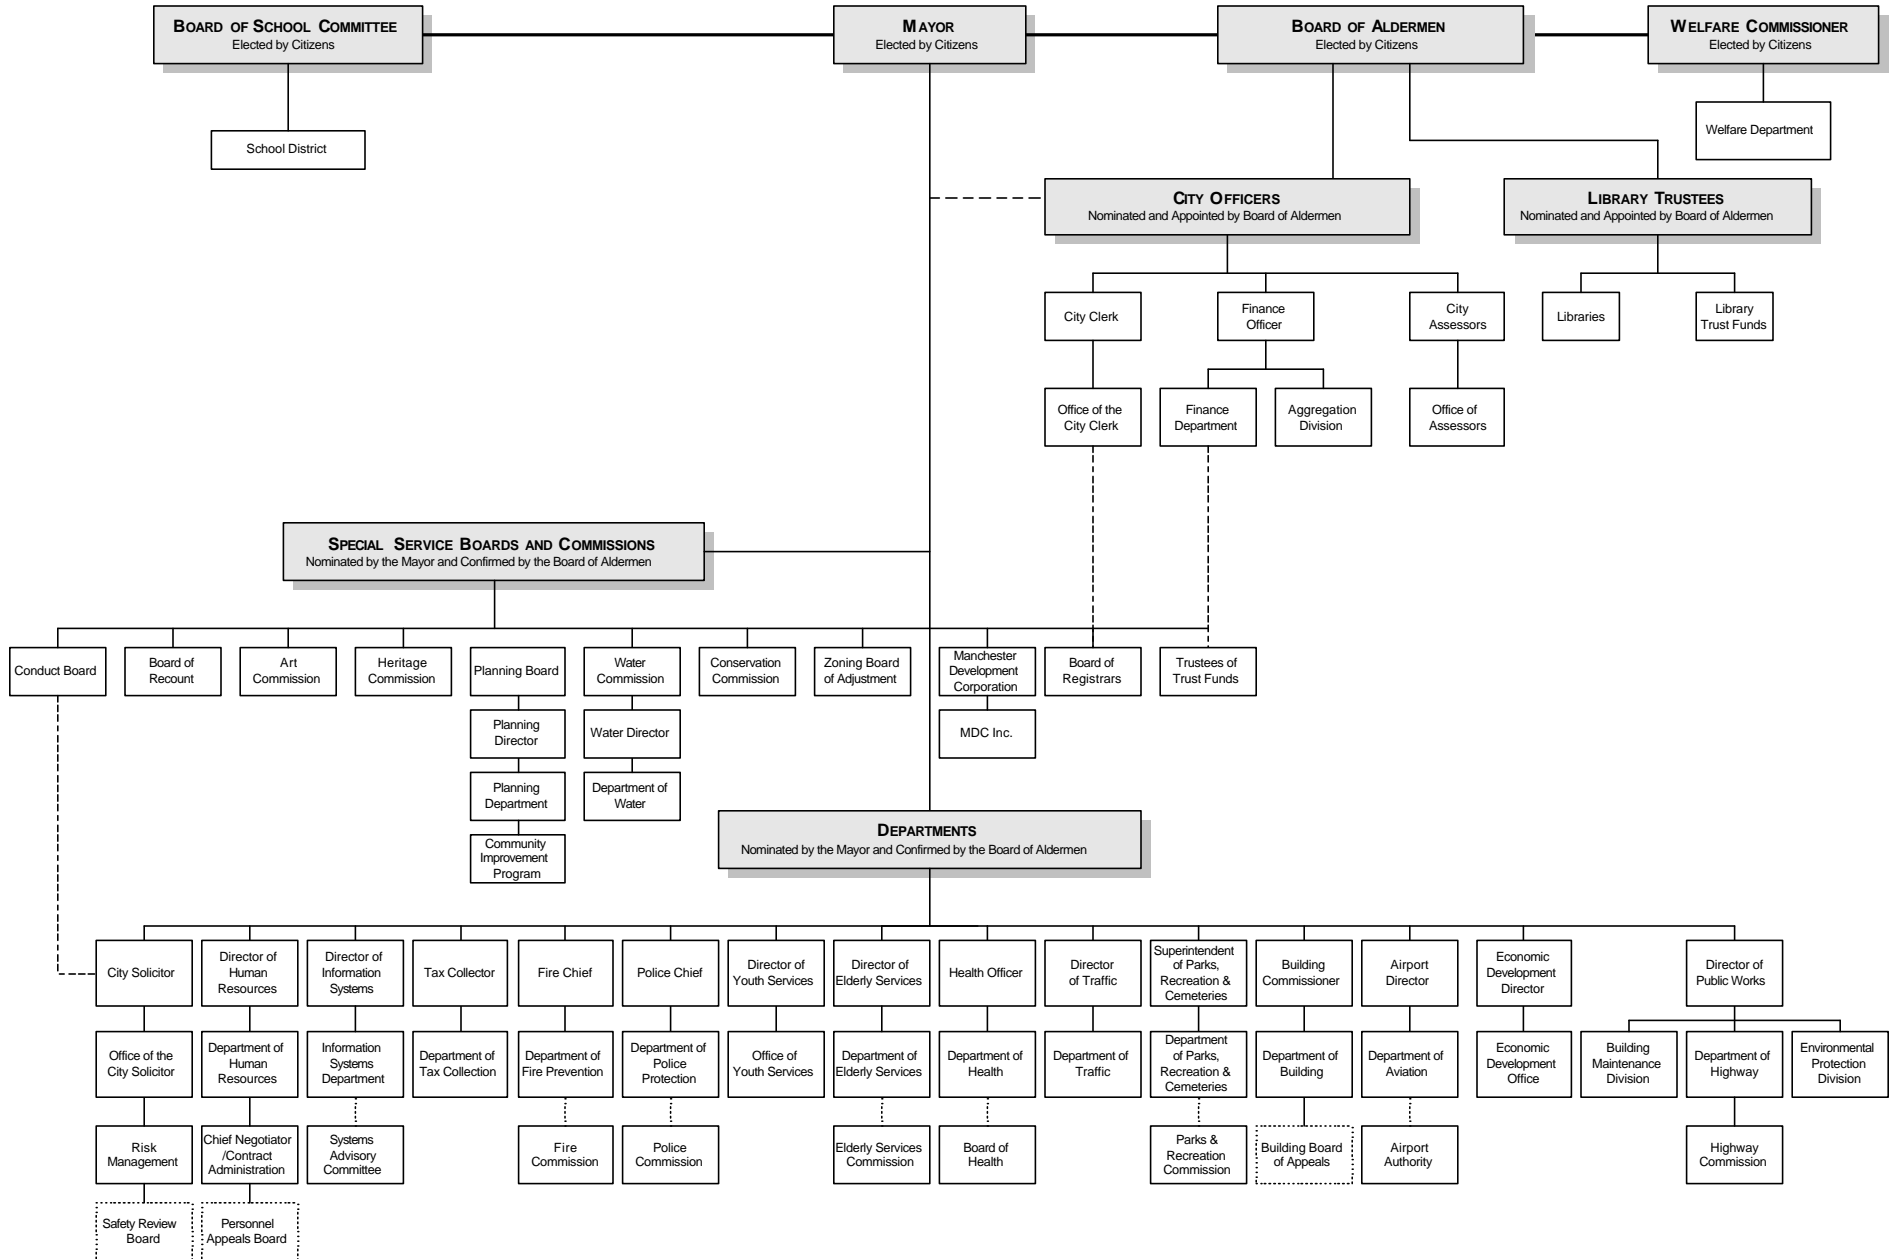 BOARD OF SCHOOL COMMITTEE
Elected by Citizens
MAYOR
Elected by Citizens
BOARD OF ALDERMEN
Elected by Citizens
WELFARE COMMISSIONER
Elected by Citizens
School District
Welfare Department
CITY OFFICERS
Nominated and Appointed by Board of Aldermen
LIBRARY TRUSTEES
Nominated and Appointed by Board of Aldermen
City Clerk
Finance
Officer
City
Assessors
Libraries
Library
Trust Funds
Office of the
City Clerk
Finance
Department
Aggregation
Division
Office of
Assessors
SPECIAL SERVICE BOARDS AND COMMISSIONS
Nominated by the Mayor and Confirmed by the Board of Aldermen
Conduct Board
Board of
Recount
Art
Commission
Heritage
Commission
Planning Board
Water
Commission
Conservation
Commission
Zoning Board
of Adjustment
Manchester
Development
Corporation
Board of
Registrars
Trustees of
Trust Funds
Planning
Director
Water Director
MDC Inc.
Planning
Department
Department of
Water
Community
Improvement
Program
DEPARTMENTS
Nominated by the Mayor and Confirmed by the Board of Aldermen
City Solicitor
Director of
Human
Resources
Director of
Information
Systems
Tax Collector
Fire Chief
Police Chief
Director of
Youth Services
Director of
Elderly Services
Health Officer
Director
of Traffic
Superintendent
of Parks,
Recreation &
Cemeteries
Building
Commissioner
Airport
Director
Economic
Development
Director
Director of
Public Works
Office of the
City Solicitor
Department of
Human
Resources
Information
Systems
Department
Department of
Tax Collection
Department of
Fire Prevention
Department of
Police
Protection
Office of
Youth Services
Department of
Elderly Services
Department of
Health
Department of
Traffic
Department
of Parks,
Recreation &
Cemeteries
Department of
Building
Department of
Aviation
Economic
Development
Office
Building
Maintenance
Division
Department of
Highway
Environmental
Protection
Division
Risk
Management
Chief Negotiator
/Contract
Administration
Systems
Advisory
Committee
Fire
Commission
Police
Commission
Elderly Services
Commission
Board of
Health
Parks &
Recreation
Commission
Building Board
of Appeals
Airport
Authority
Highway
Commission
Safety Review
Board
Personnel
Appeals Board